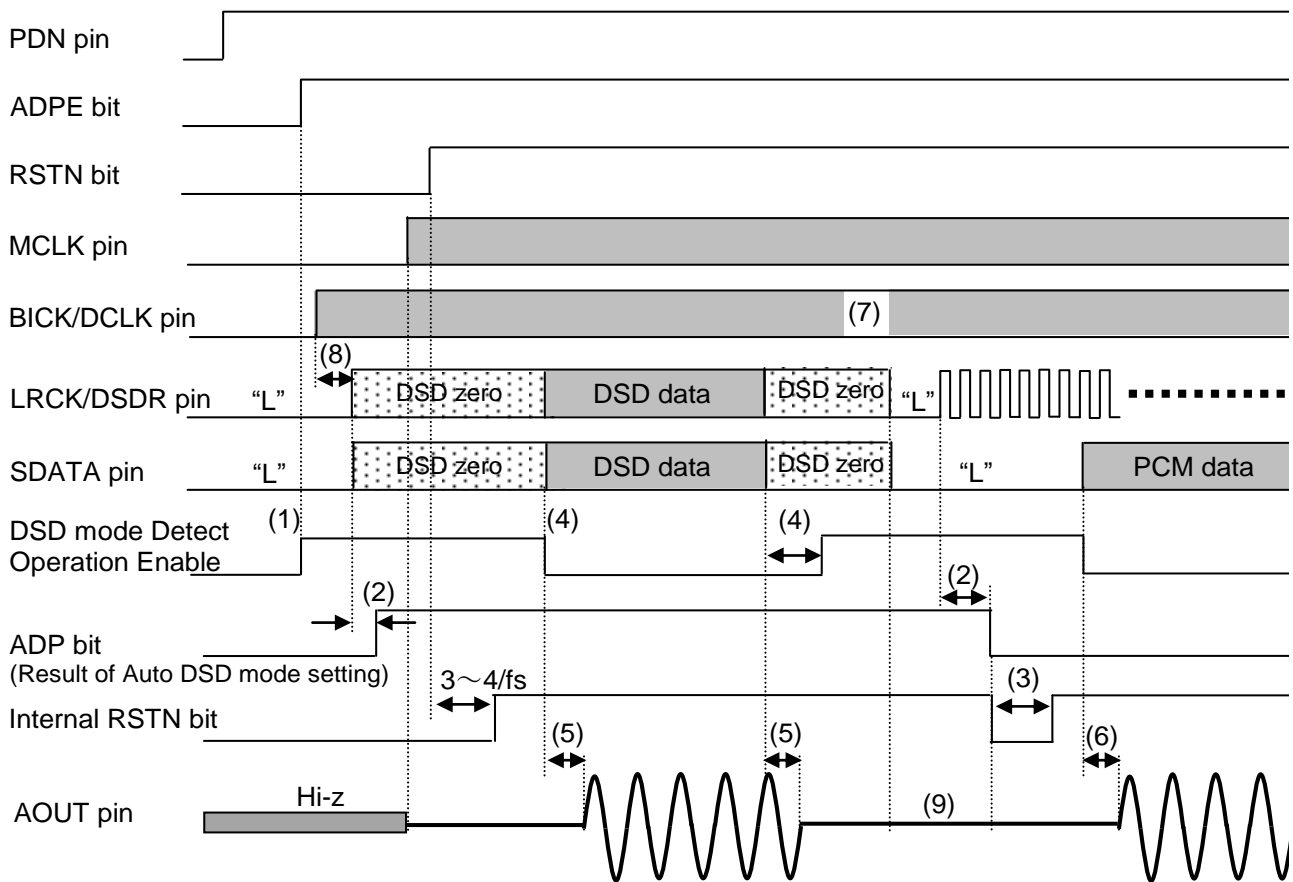 PDN pin
ADPE bit
RSTN bit
MCLK pin
BICK/DCLK pin
(7)
(8)
LRCK/DSDR pin
“L”
DSD zero
DSD data
DSD zero
“L”
SDATA pin
“L”
DSD zero
DSD data
DSD zero
“L”
PCM data
DSD mode Detect
Operation Enable
(1)
(4)
(4)
(2)
(2)
ADP bit
(Result of Auto DSD mode setting)
3～4/fs
(3)
Internal RSTN bit
(5)
(5)
(6)
AOUT pin
Hi-z
(9)